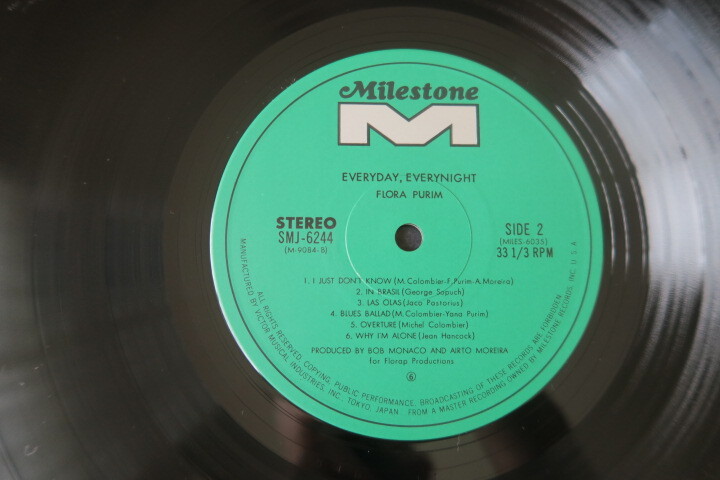 Milestone
M
EVERYDAY, EVERYNIGHT
FLORA PURIM
STEREO
SMJ-6244
(M-9084-B)
SIDE 2
(MILES-6035)
33 1/3 RPM
1. I JUST DON'T KNOW (M. Colombier-F. Purim-A. Moreira)
2. IN BRASIL (George Sopuch)
3. LAS OLAS (Jaco Pastorius)
4. BLUES BALLAD (M. Colombier-Yana Purim)
5. OVERTURE (Michel Colombier)
6. WHY I'M ALONE (Jean Hancock)
PRODUCED BY BOB MONACO AND AIRTO MOREIRA
for Florap Productions
6
MANUFACTURED BY VICTOR MUSICAL INDUSTRIES, INC. TOKYO, JAPAN. FROM A MASTER RECORDING OWNED BY MILESTONE RECORDS, INC. U.S.A.
ALL RIGHTS RESERVED. COPYING, PUBLIC PERFORMANCE, BROADCASTING OF THESE RECORDS ARE FORBIDDEN